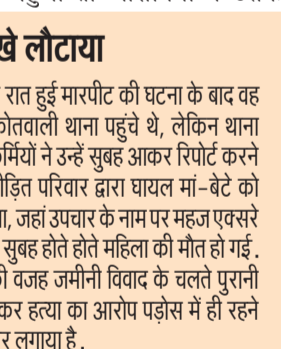 लौटाया
रात हुई मारपीट की घटना के बाद वह
कोतवाली थाना पहुंचे थे, लेकिन थाना
र्मियों ने उन्हें सुबह आकर रिपोर्ट करने
ड़ित परिवार द्वारा घायल मां-बेटे को
जहां उपचार के नाम पर महज एक्सरे
सुबह होते होते महिला की मौत हो गई.
वजह जमीनी विवाद के चलते पुरानी
कर हत्या का आरोप पड़ोस में ही रहने
लगाया है.